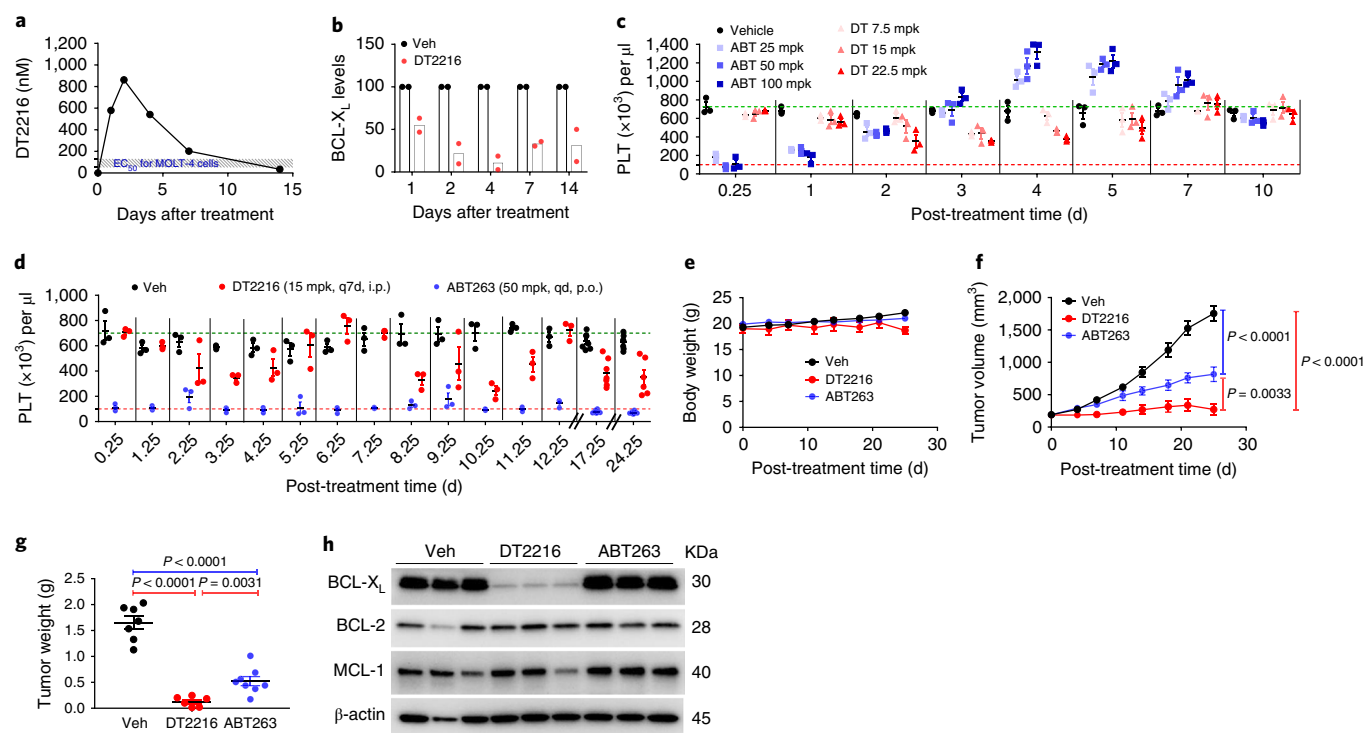 a
DT2216 (nM)
1,200
1,000
800
600
400
200
0
EC50 for MOLT-4 cells
0 5 10 15
Days after treatment
b
BCL-XL levels
150
100
50
0
Veh
DT2216
1 2 4 7 14
Days after treatment
c
PLT (×10³) per µl
Vehicle
ABT 25 mpk
ABT 50 mpk
ABT 100 mpk
DT 7.5 mpk
DT 15 mpk
DT 22.5 mpk
1,400
1,200
1,000
800
600
400
200
0
0.25 1 2 3 4 5 7 10
Post-treatment time (d)
d
PLT (×10³) per µl
Veh DT2216 (15 mpk, q7d, i.p.) ABT263 (50 mpk, qd, p.o.)
1,000
800
600
400
200
0
0.25 1.25 2.25 3.25 4.25 5.25 6.25 7.25 8.25 9.25 10.25 11.25 12.25 17.25 24.25
Post-treatment time (d)
e
Body weight (g)
25
20
15
10
5
0
Veh
DT2216
ABT263
0 10 20 30
Post-treatment time (d)
f
Tumor volume (mm³)
2,000
1,500
1,000
500
0
Veh
DT2216
ABT263
P < 0.0001
P = 0.0033
P < 0.0001
0 10 20 30
Post-treatment time (d)
g
Tumor weight (g)
P < 0.0001
P < 0.0001 P = 0.0031
2.5
2.0
1.5
1.0
0.5
0.0
Veh DT2216 ABT263
h
Veh DT2216 ABT263 KDa
BCL-XL 30
BCL-2 28
MCL-1 40
β-actin 45